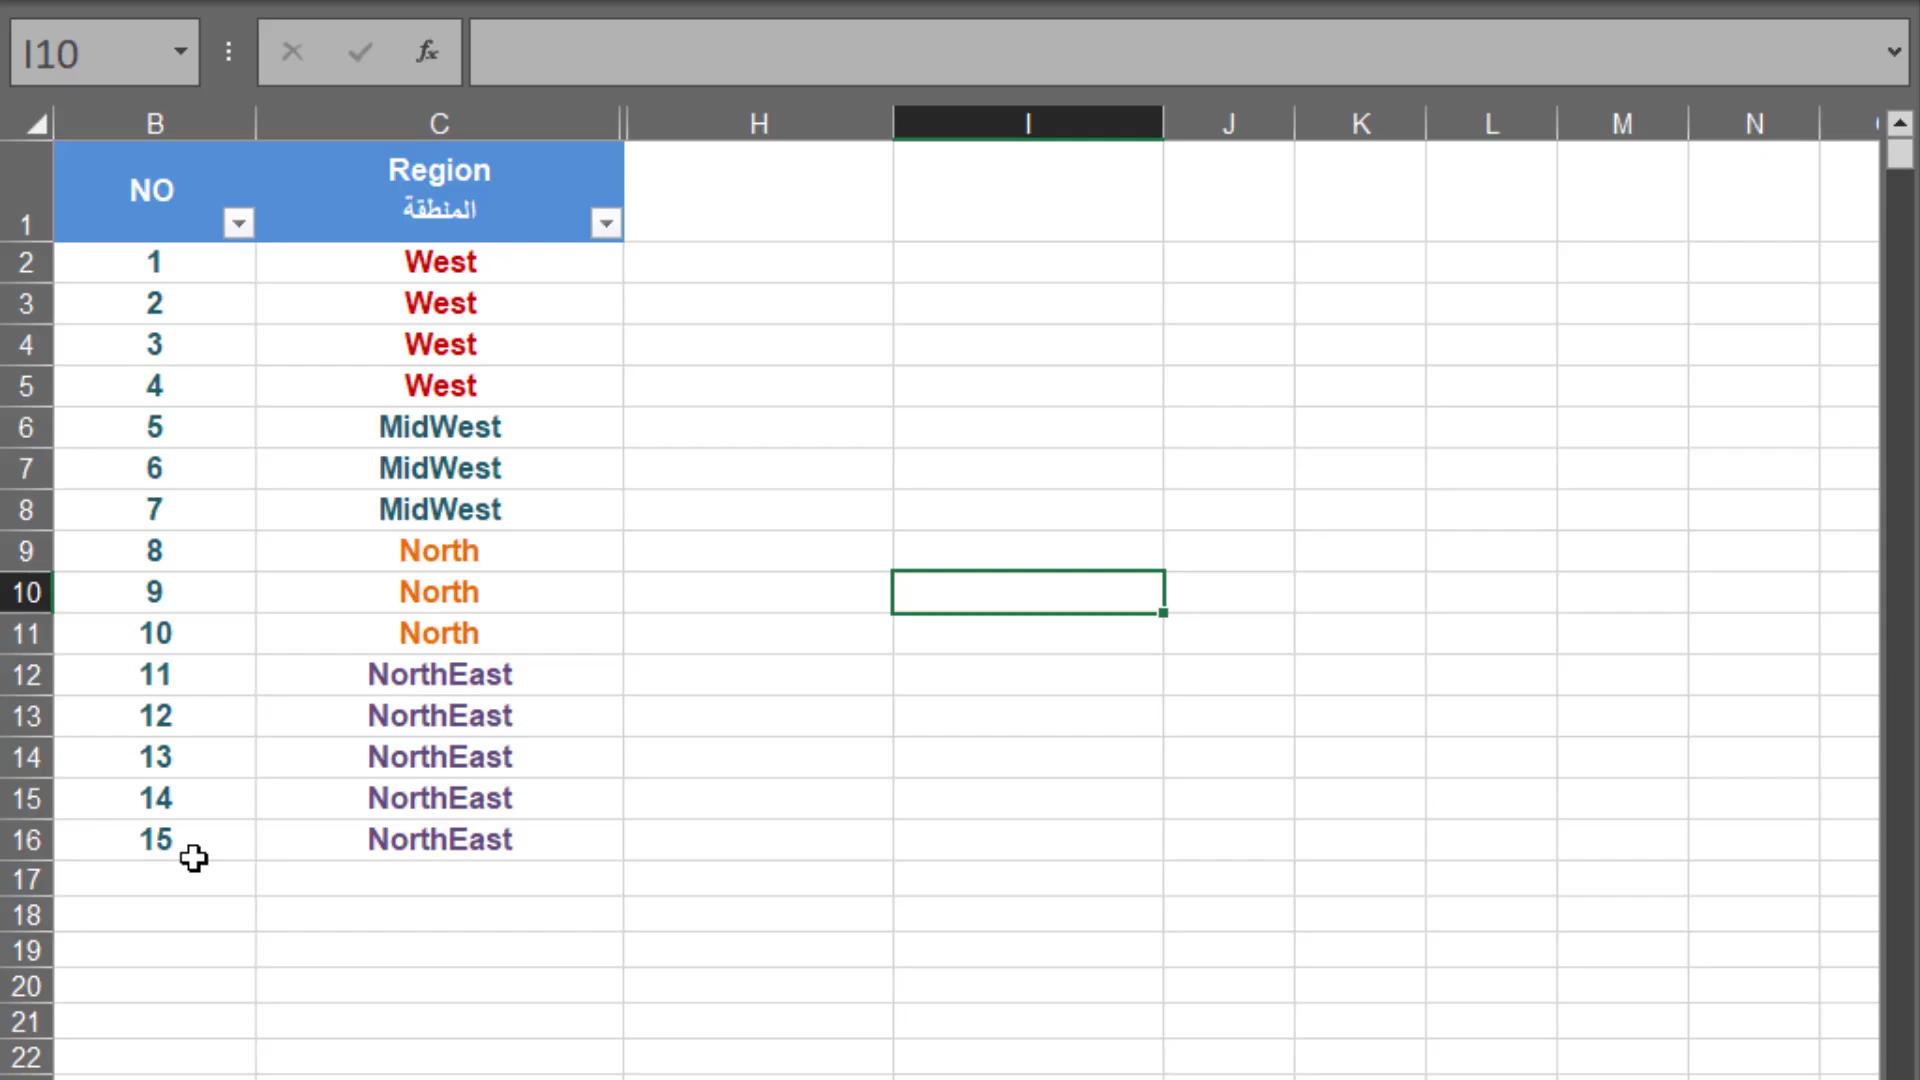 I10
fx
B C H I J K L M N
1 NO Region
المنطقة
2 1 West
3 2 West
4 3 West
5 4 West
6 5 MidWest
7 6 MidWest
8 7 MidWest
9 8 North
10 9 North
11 10 North
12 11 NorthEast
13 12 NorthEast
14 13 NorthEast
15 14 NorthEast
16 15 NorthEast
17
18
19
20
21
22